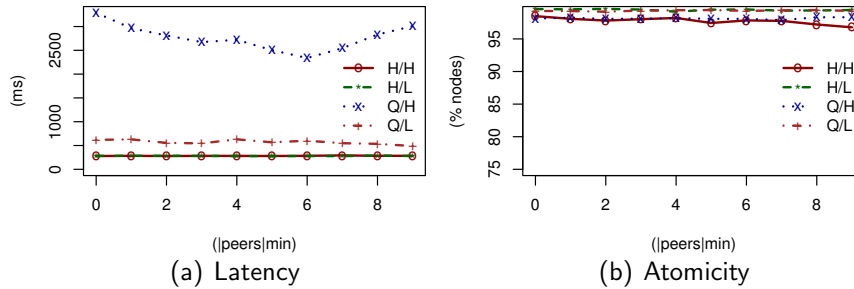 (ms)
0
1000
2500
H/H
H/L
Q/H
Q/L
0 2 4 6 8
(|peers|min)
(a) Latency
(% nodes)
75 80 85 90 95
H/H
H/L
Q/H
Q/L
0 2 4 6 8
(|peers|min)
(b) Atomicity